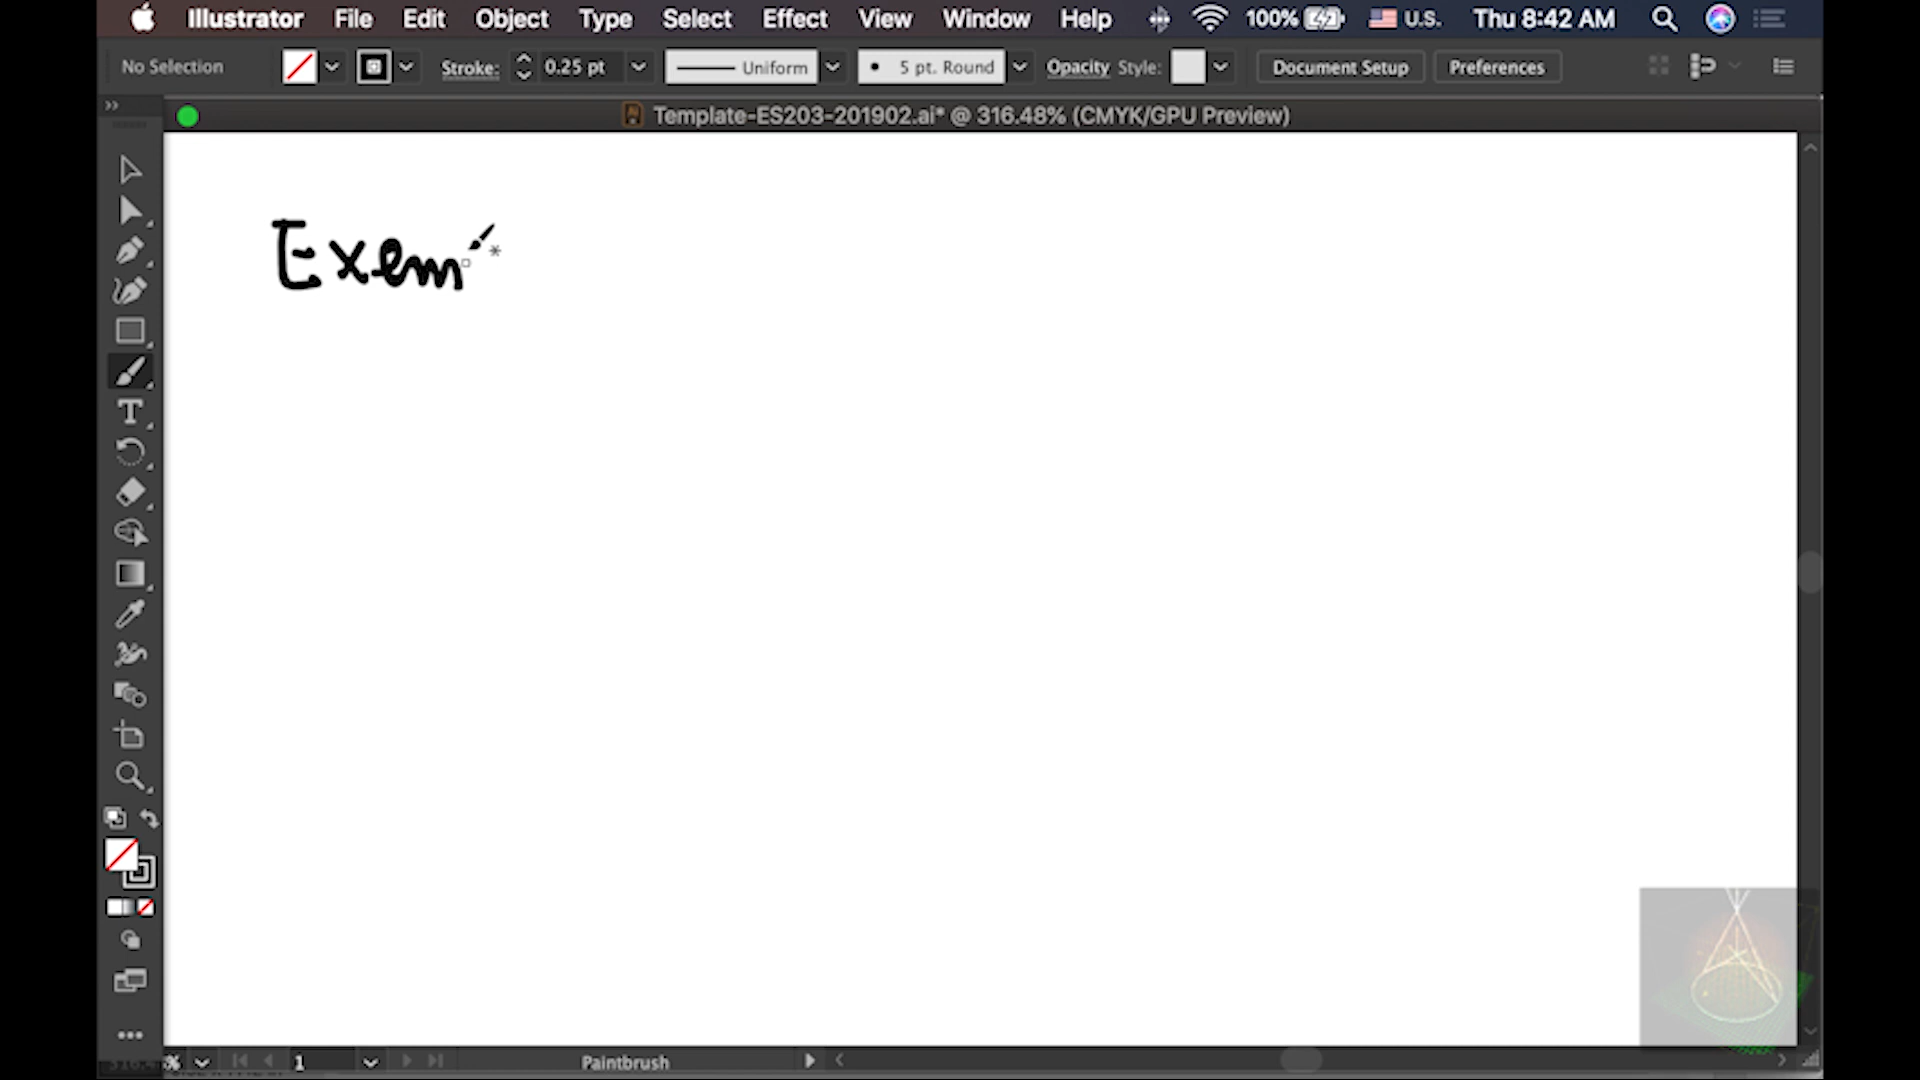 Illustrator File Edit Object Type Select Effect View Window Help 100% U.S. Thu 8:42 AM
No Selection Stroke: 0.25 pt Uniform 5 pt. Round Opacity Style: Document Setup Preferences
Template-ES203-201902.ai* @ 316.48% (CMYK/GPU Preview)
Exem
1 Paintbrush